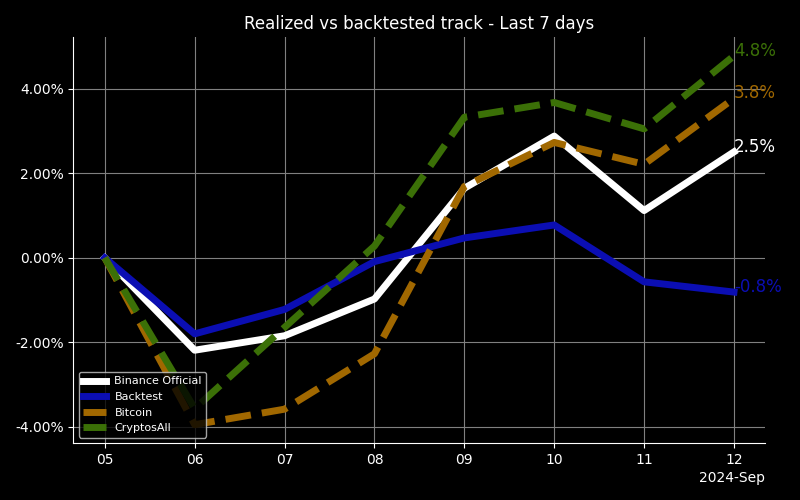 Realized vs backtested track - Last 7 days
4.8%
3.8%
2.5%
-0.8%
4.00%
2.00%
0.00%
-2.00%
-4.00%
Binance Official
Backtest
Bitcoin
CryptosAll
05 06 07 08 09 10 11 12
2024-Sep